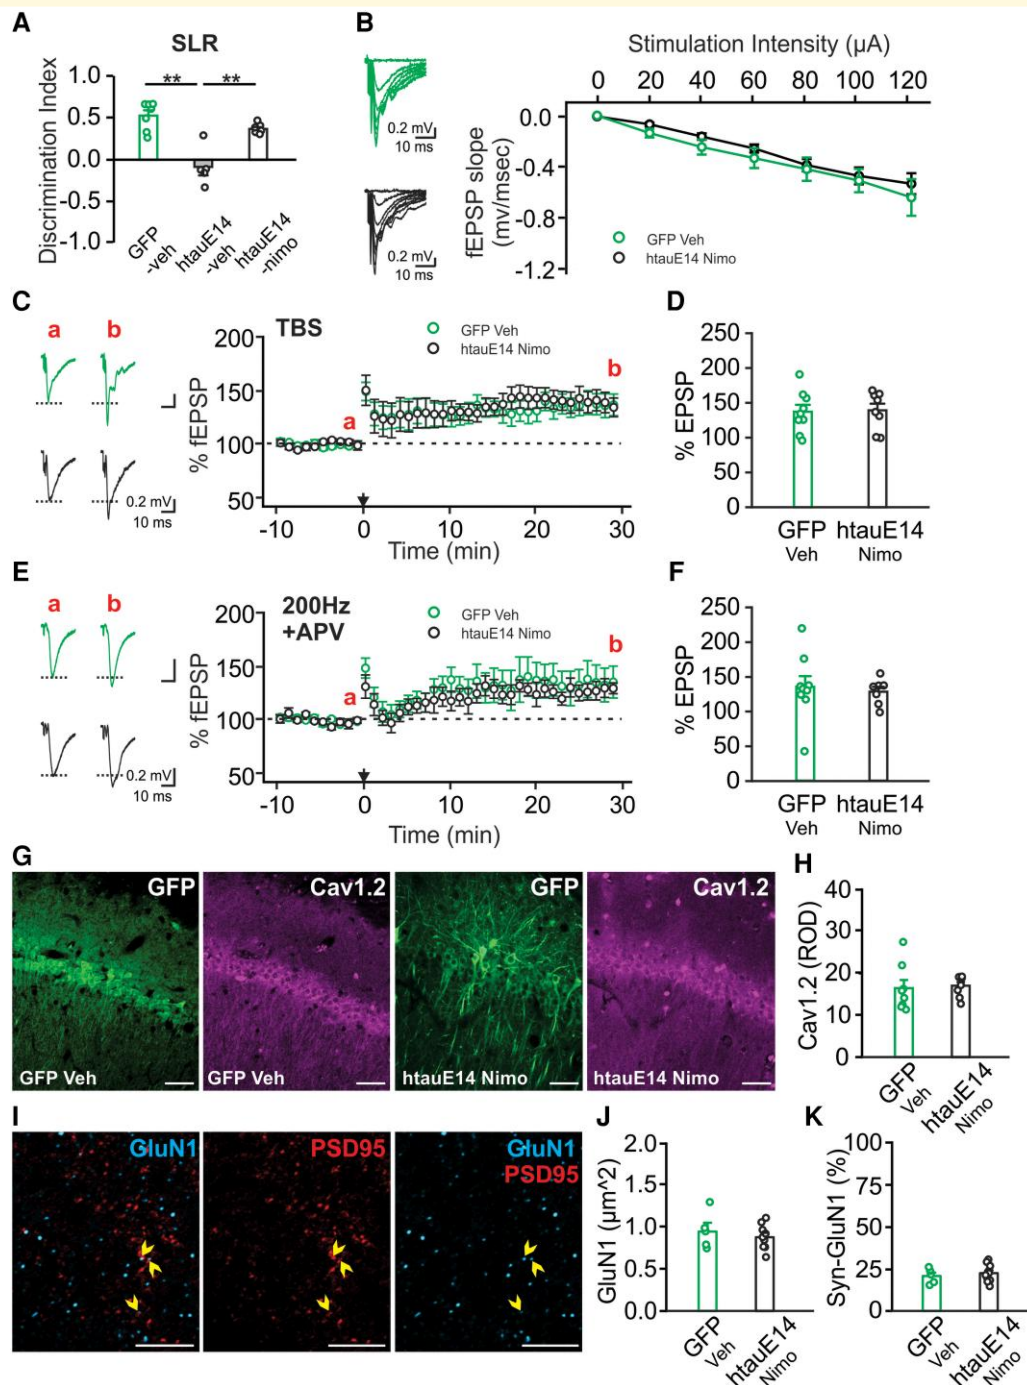 A
SLR
Discrimination Index
1.0
0.5
0.0
-0.5
-1.0
**
**
GFP
-veh
htauE14
-veh
htauE14
-nimo
B
0.2 mV
10 ms
0.2 mV
10 ms
Stimulation Intensity (µA)
0 20 40 60 80 100 120
fEPSP slope
(mv/msec)
0.0
-0.4
-0.8
-1.2
GFP Veh
htauE14 Nimo
C
a b
0.2 mV
10 ms
TBS
GFP Veh
htauE14 Nimo
% fEPSP
200
150
100
50
a
b
-10 0 10 20 30
Time (min)
D
% EPSP
250
200
150
100
50
0
GFP
Veh
htauE14
Nimo
E
a b
0.2 mV
10 ms
200Hz
+APV
GFP Veh
htauE14 Nimo
% fEPSP
200
150
100
50
a
b
-10 0 10 20 30
Time (min)
F
% EPSP
250
200
150
100
50
0
GFP
Veh
htauE14
Nimo
G
GFP
GFP Veh
Cav1.2
GFP Veh
GFP
htauE14 Nimo
Cav1.2
htauE14 Nimo
H
Cav1.2 (ROD)
40
30
20
10
0
GFP
Veh
htauE14
Nimo
I
GluN1
PSD95
GluN1
PSD95
J
GluN1 (µm^2)
2.0
1.5
1.0
0.5
0.0
GFP
Veh
htauE14
Nimo
K
Syn-GluN1 (%)
100
75
50
25
0
GFP
Veh
htauE14
Nimo